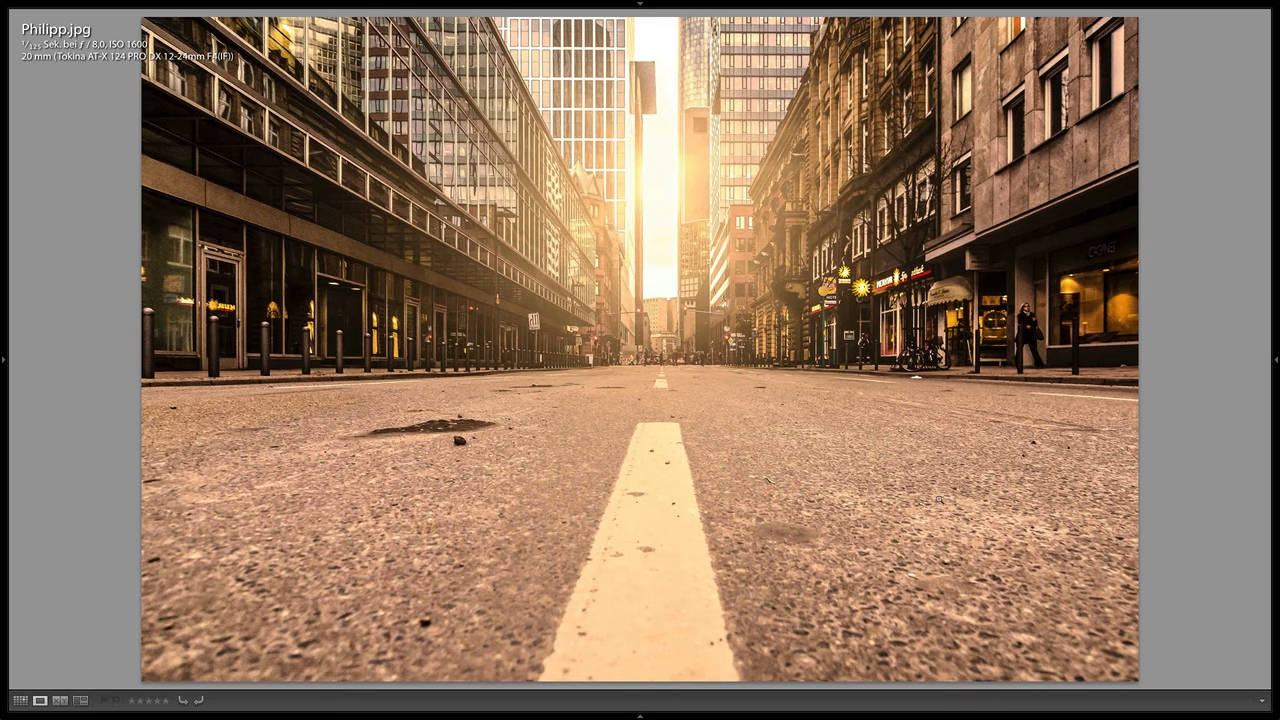 Philipp.jpg
1/125 Sek. bei ƒ / 8,0, ISO 1600
20 mm (Tokina AT-X 124 PRO DX 12-24mm F4(IF))